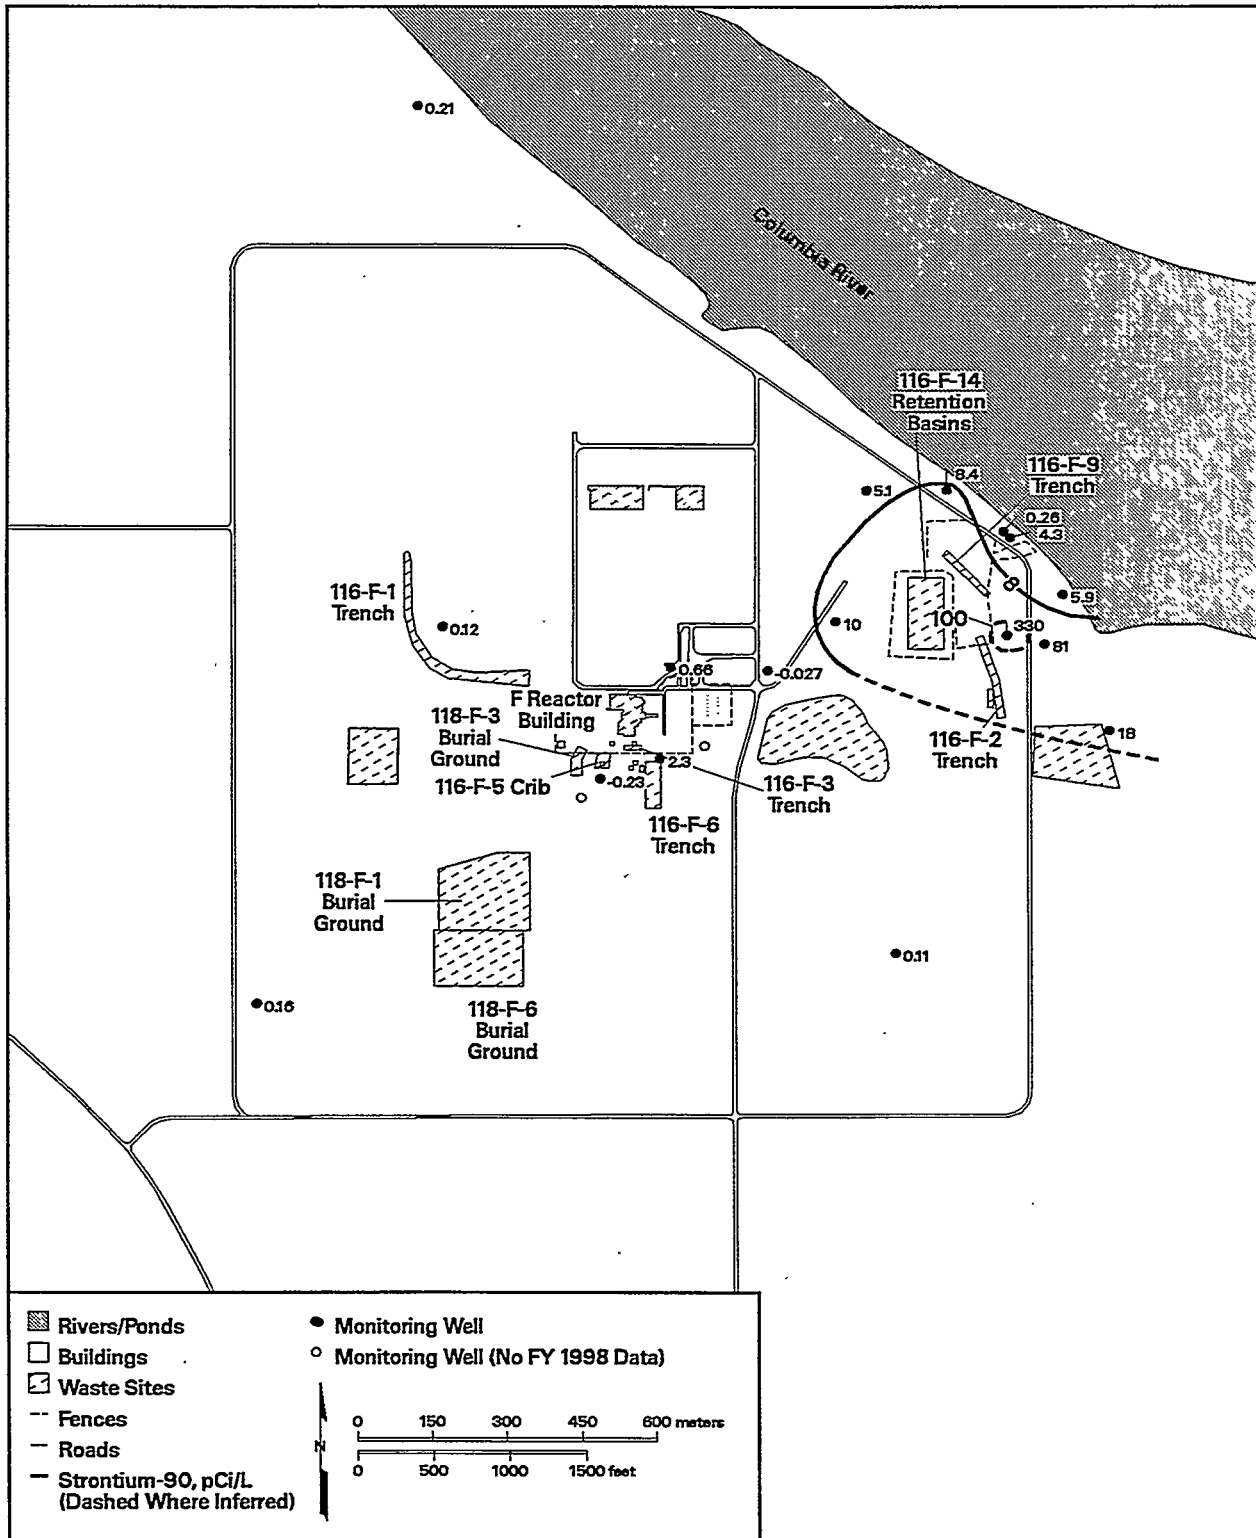 0.21
Columbia River
116-F-14
Retention
Basins
116-F-9
Trench
8.4
5.1
0.26
4.3
8
5.9
116-F-1
Trench
0.12
10
100
330
81
0.66
-0.027
F Reactor
Building
118-F-3
Burial
Ground
116-F-5 Crib
-0.23
2.3
116-F-3
Trench
116-F-2
Trench
18
116-F-6
Trench
118-F-1
Burial
Ground
0.11
0.16
118-F-6
Burial
Ground
Rivers/Ponds
Buildings
Waste Sites
Fences
Roads
Strontium-90, pCi/L
(Dashed Where Inferred)
Monitoring Well
Monitoring Well (No FY 1998 Data)
N
0 150 300 450 600 meters
0 500 1000 1500 feet